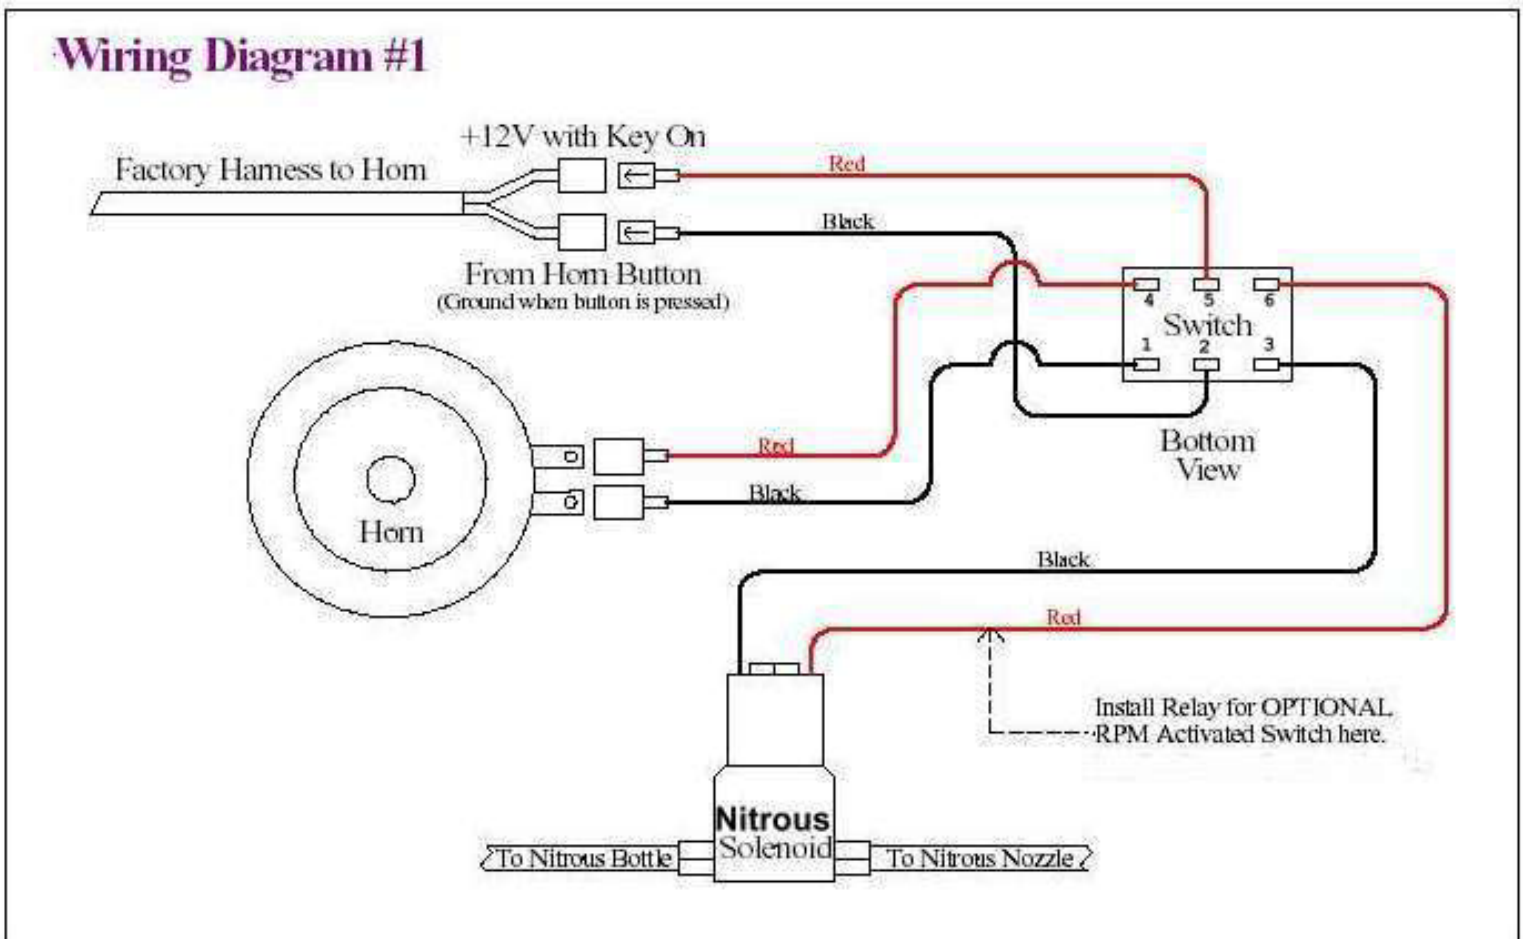 Wiring Diagram #1
+12V with Key On
Factory Harness to Horn
Red
Black
From Horn Button
(Ground when button is pressed)
4 5 6
Switch
1 2 3
Bottom
View
Red
Black
Horn
Black
Red
Install Relay for OPTIONAL
RPM Activated Switch here.
Nitrous
Solenoid
To Nitrous Bottle
To Nitrous Nozzle